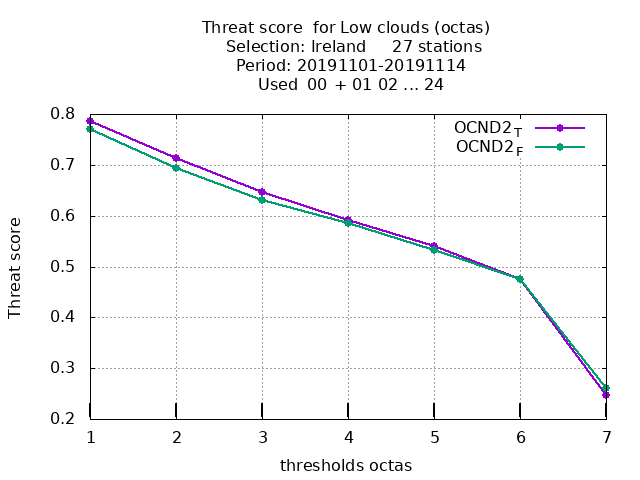 Threat score  for Low clouds (octas)
Selection: Ireland     27 stations
Period: 20191101-20191114
Used  00  + 01 02 ... 24
OCND2T
OCND2F
0.8
0.7
0.6
0.5
0.4
0.3
0.2
Threat score
1 2 3 4 5 6 7
thresholds octas